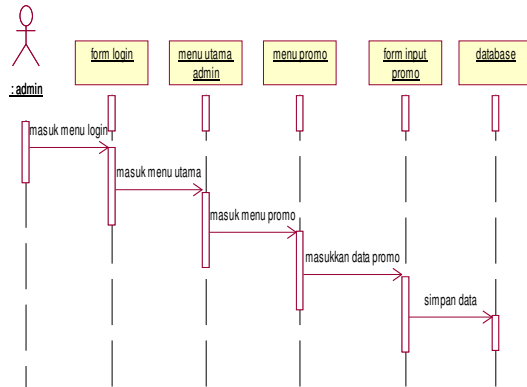 form login
menu utama
admin
menu promo
form input
promo
database
: admin
masuk menu login
masuk menu utama
masuk menu promo
masukkan data promo
simpan data